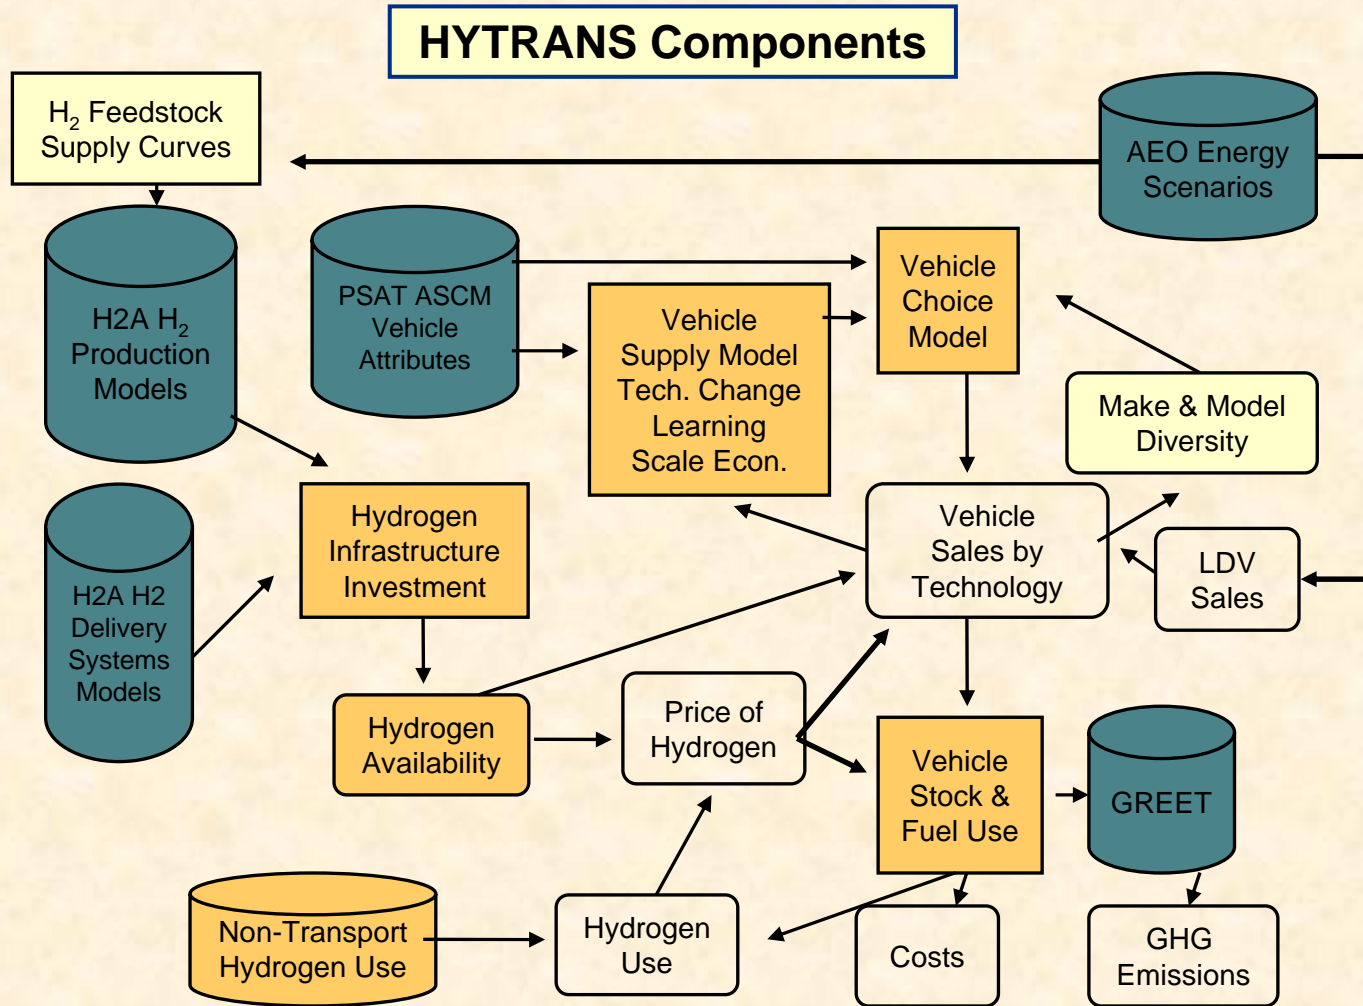 HYTRANS Components
H₂ Feedstock
Supply Curves
AEO Energy
Scenarios
H2A H₂
Production
Models
PSAT ASCM
Vehicle
Attributes
Vehicle
Supply Model
Tech. Change
Learning
Scale Econ.
Vehicle
Choice
Model
Make & Model
Diversity
H2A H2
Delivery
Systems
Models
Hydrogen
Infrastructure
Investment
Vehicle
Sales by
Technology
LDV
Sales
Hydrogen
Availability
Price of
Hydrogen
Vehicle
Stock &
Fuel Use
GREET
Non-Transport
Hydrogen Use
Hydrogen
Use
Costs
GHG
Emissions